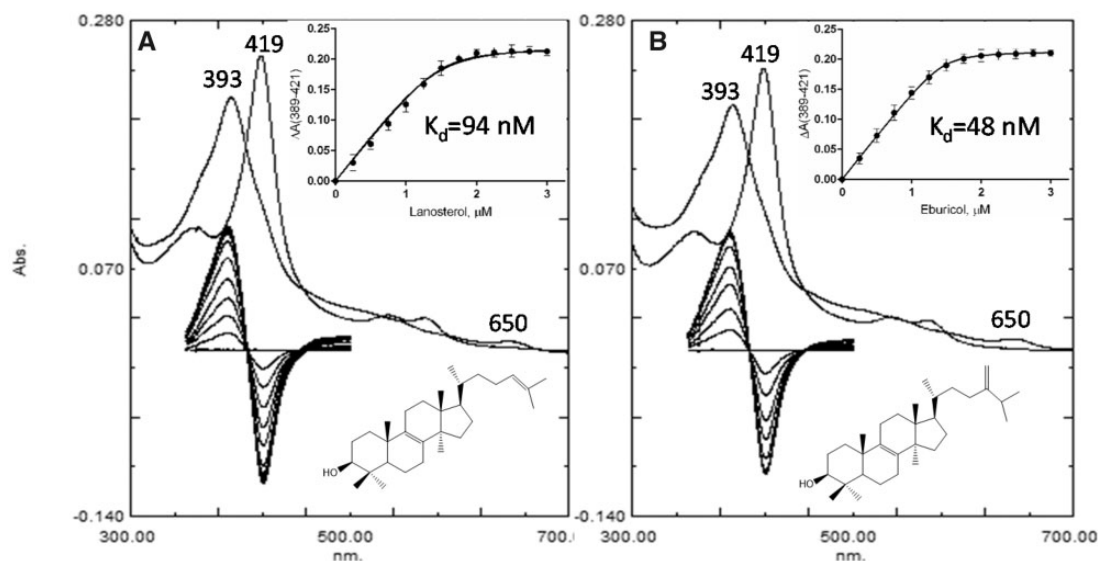 0.280
A
419
393
0.25
0.20
0.15
0.10
0.05
0.00
ΔA(389-421)
Kd=94 nM
0
1
2
3
Lanosterol, μM
B
419
393
0.25
0.20
0.15
0.10
0.05
0.00
ΔA(389-421)
Kd=48 nM
0
1
2
3
Eburicol, μM
Abs.
0.070
0.070
650
650
HO
HO
-0.140
-0.140
300.00
500.00
700.00
300.00
500.00
700.00
nm.
nm.
0.280